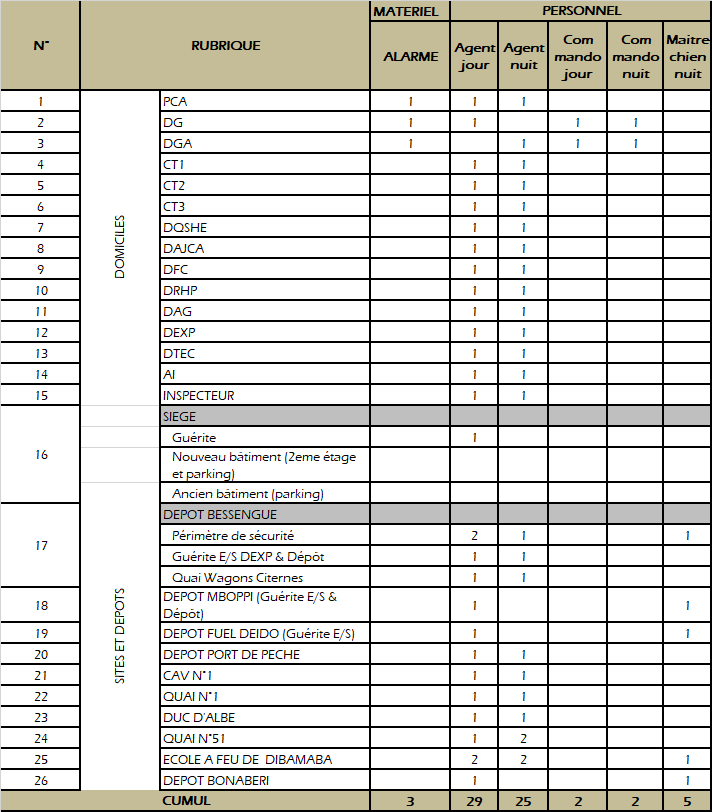 N° RUBRIQUE MATERIEL PERSONNEL
ALARME Agent jour Agent nuit Com mando jour Com mando nuit Maitre chien nuit
DOMICILES
1 PCA 1 1 1
2 DG 1 1 1 1
3 DGA 1 1 1 1
4 CT1 1 1
5 CT2 1 1
6 CT3 1 1
7 DQSHE 1 1
8 DAJCA 1 1
9 DFC 1 1
10 DRHP 1 1
11 DAG 1 1
12 DEXP 1 1
13 DTEC 1 1
14 AI 1 1
15 INSPECTEUR 1 1
SITES ET DEPOTS
16 SIEGE
Guérite 1
Nouveau bâtiment (2eme étage
et parking)
Ancien bâtiment (parking)
17 DEPOT BESSENGUE
Périmètre de sécurité 2 1 1
Guérite E/S DEXP & Dépôt 1 1
Quai Wagons Citernes 1 1
18 DEPOT MBOPPI (Guérite E/S &
Dépôt) 1 1
19 DEPOT FUEL DEIDO (Guérite E/S) 1 1
20 DEPOT PORT DE PECHE 1 1
21 CAV N°1 1 1
22 QUAI N°1 1 1
23 DUC D'ALBE 1 1
24 QUAI N°51 1 2
25 ECOLE A FEU DE DIBAMABA 2 2 1
26 DEPOT BONABERI 1 1
CUMUL 3 29 25 2 2 5